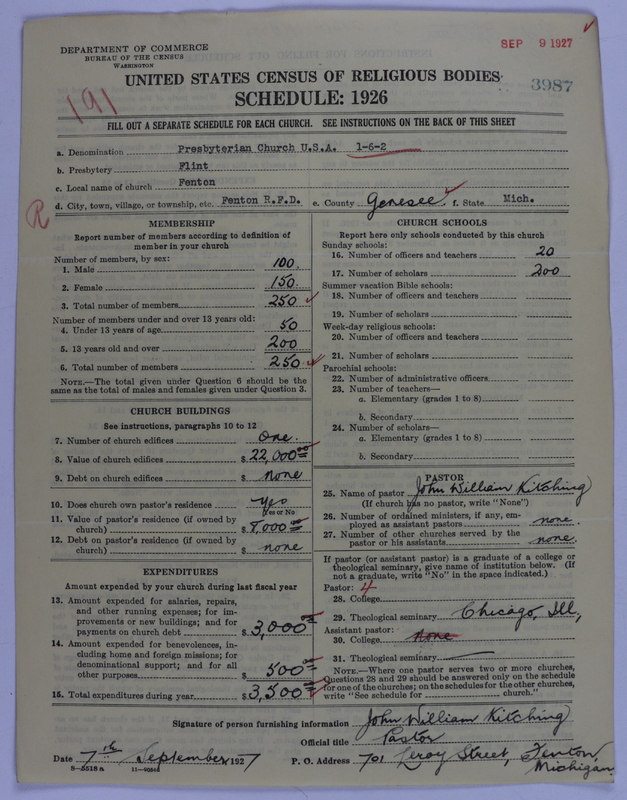 SEP 9 1927
DEPARTMENT OF COMMERCE
BUREAU OF THE CENSUS
WASHINGTON
UNITED STATES CENSUS OF RELIGIOUS BODIES
3987
SCHEDULE: 1926
191
FILL OUT A SEPARATE SCHEDULE FOR EACH CHURCH. SEE INSTRUCTIONS ON THE BACK OF THIS SHEET
a. Denomination Presbyterian Church U.S.A. 1-6-2
b. Presbytery Flint
c. Local name of church Fenton
d. City, town, village, or township, etc. Fenton R.F.D. e. County Genesee f. State Mich.
R
MEMBERSHIP
Report number of members according to definition of
member in your church
Number of members, by sex:
1. Male 100
2. Female 150
3. Total number of members 250
Number of members under and over 13 years old:
4. Under 13 years of age 50
5. 13 years old and over 200
6. Total number of members 250
NOTE.—The total given under Question 6 should be the
same as the total of males and females given under Question 3.
CHURCH BUILDINGS
See instructions, paragraphs 10 to 12
7. Number of church edifices One
8. Value of church edifices $ 22,000 00
9. Debt on church edifices $ none
10. Does church own pastor's residence yes
Yes or No
11. Value of pastor's residence (if owned by
church) $ 8,000 00
12. Debt on pastor's residence (if owned by
church) $ none
EXPENDITURES
Amount expended by your church during last fiscal year
13. Amount expended for salaries, repairs,
and other running expenses; for im-
provements or new buildings; and for
payments on church debt $ 3,000 00
14. Amount expended for benevolences, in-
cluding home and foreign missions; for
denominational support; and for all
other purposes $ 500 00
15. Total expenditures during year $ 3,500 00
CHURCH SCHOOLS
Report here only schools conducted by this church
Sunday schools:
16. Number of officers and teachers 20
17. Number of scholars 200
Summer vacation Bible schools:
18. Number of officers and teachers
19. Number of scholars
Week-day religious schools:
20. Number of officers and teachers
21. Number of scholars
Parochial schools:
22. Number of administrative officers
23. Number of teachers—
a. Elementary (grades 1 to 8)
b. Secondary
24. Number of scholars—
a. Elementary (grades 1 to 8)
b. Secondary
PASTOR
25. Name of pastor John William Kitching
(If church has no pastor, write "None")
26. Number of ordained ministers, if any, em-
ployed as assistant pastors none.
27. Number of other churches served by the
pastor or his assistants none.
If pastor (or assistant pastor) is a graduate of a college or
theological seminary, give name of institution below. (If
not a graduate, write "No" in the space indicated.)
Pastor: 4
28. College
29. Theological seminary Chicago, Ill,
Assistant pastor:
30. College None
31. Theological seminary
NOTE.—Where one pastor serves two or more churches,
Questions 28 and 29 should be answered only on the schedule
for one of the churches; on the schedules for the other churches,
write "See schedule for church."
Signature of person furnishing information John William Kitching
Official title Pastor
Date 7th September, 1927 P. O. Address 701 Leroy Street, Fenton,
Michigan.
8-5518 a 11-9054